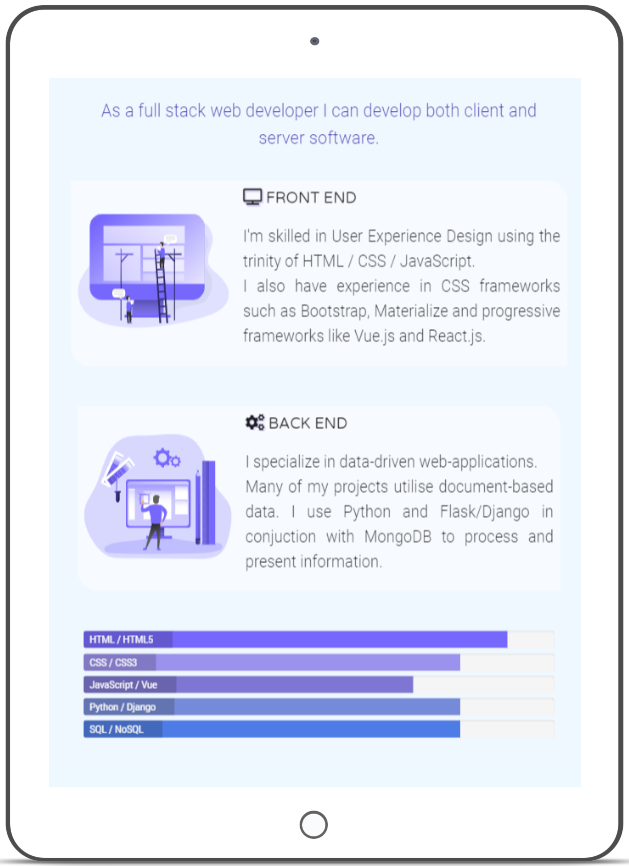 As a full stack web developer I can develop both client and
server software.
FRONT END
I'm skilled in User Experience Design using the
trinity of HTML / CSS / JavaScript.
I also have experience in CSS frameworks
such as Bootstrap, Materialize and progressive
frameworks like Vue.js and React.js.
BACK END
I specialize in data-driven web-applications.
Many of my projects utilise document-based
data. I use Python and Flask/Django in
conjuction with MongoDB to process and
present information.
HTML / HTML5
CSS / CSS3
JavaScript / Vue
Python / Django
SQL / NoSQL